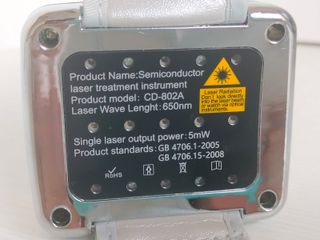 Product Name:Semiconductor
laser treatment instrument
Product model: CD-802A
Laser Wave Lenght: 650nm
Laser Radiation
Don't look directly
into the laser beam
or watch via optical
instruments.
Single laser output power: 5mW
Product standards: GB 4706.1-2005
GB 4706.15-2008
RoHS